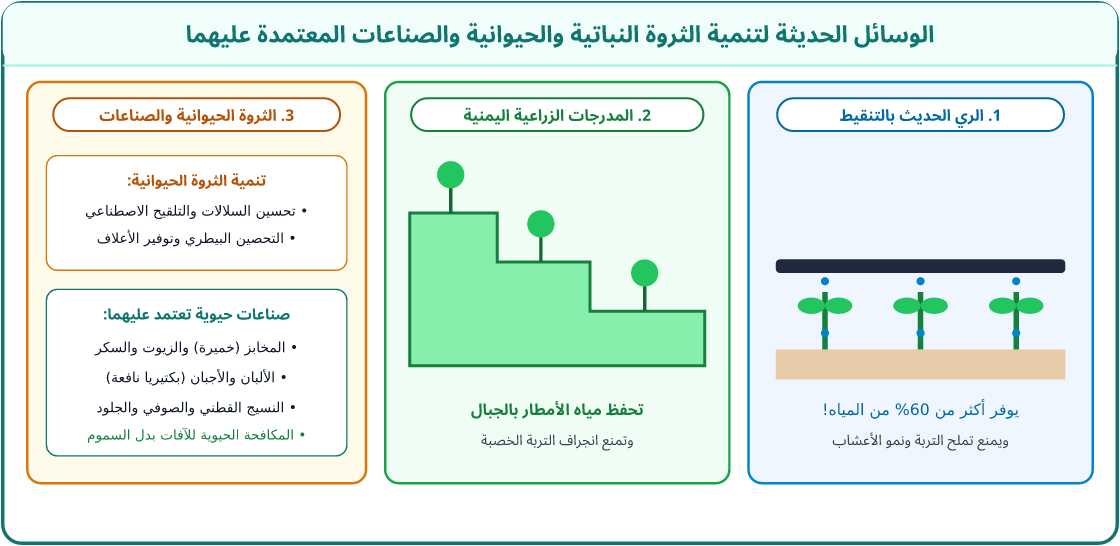 الوسائل الحديثة لتنمية الثروة النباتية والحيوانية والصناعات المعتمدة عليهما
1. الري الحديث بالتنقيط
يوفر أكثر من 60% من المياه!
ويمنع تملح التربة ونمو الأعشاب
2. المدرجات الزراعية اليمنية
تحفظ مياه الأمطار بالجبال
وتمنع انجراف التربة الخصبة
3. الثروة الحيوانية والصناعات
تنمية الثروة الحيوانية:
• تحسين السلالات والتلقيح الاصطناعي
• التحصين البيطري وتوفير الأعلاف
صناعات حيوية تعتمد عليهما:
• المخابز (خميرة) والزيوت والسكر
• الألبان والأجبان (بكتيريا نافعة)
• النسيج القطني والصوفي والجلود
• المكافحة الحيوية للآفات بدل السموم